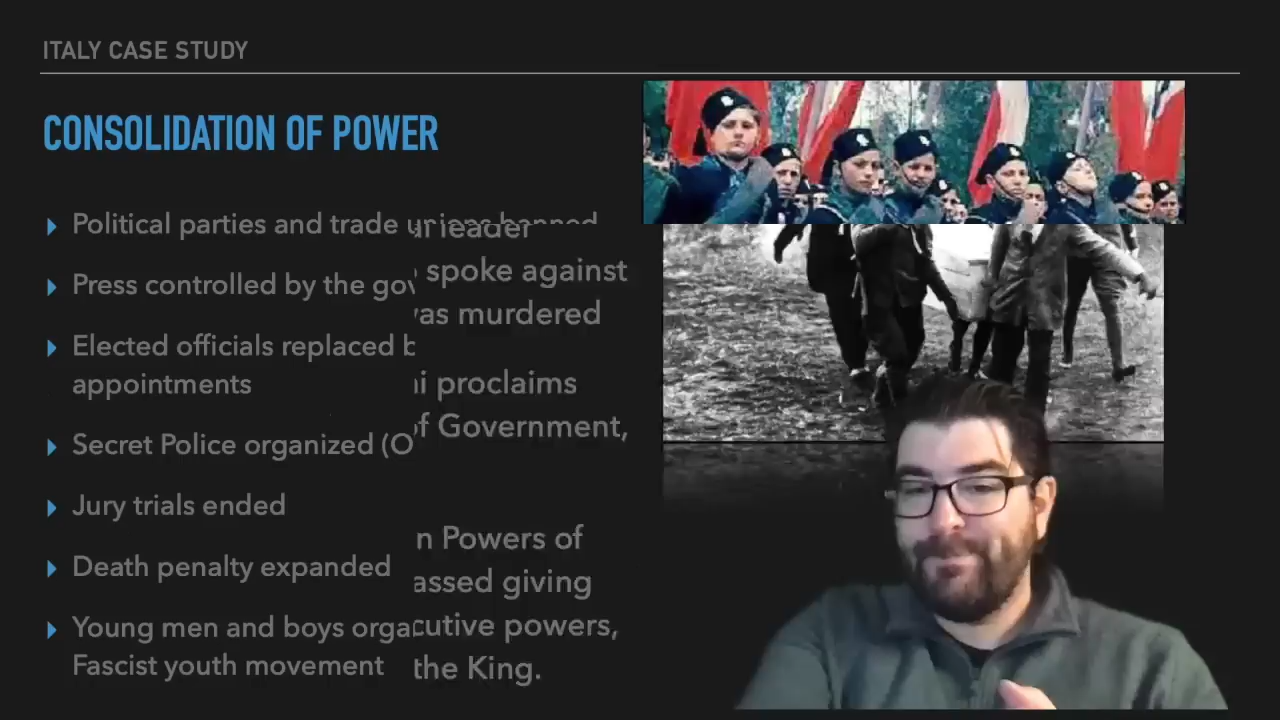 ITALY CASE STUDY
CONSOLIDATION OF POWER
Political parties and trade unions banned
leader
Press controlled by the gov
spoke against
was murdered
Elected officials replaced b
appointments
proclaims
of Government,
Secret Police organized (O
Jury trials ended
Powers of
Death penalty expanded
passed giving
Young men and boys orga
cutive powers,
Fascist youth movement
the King.